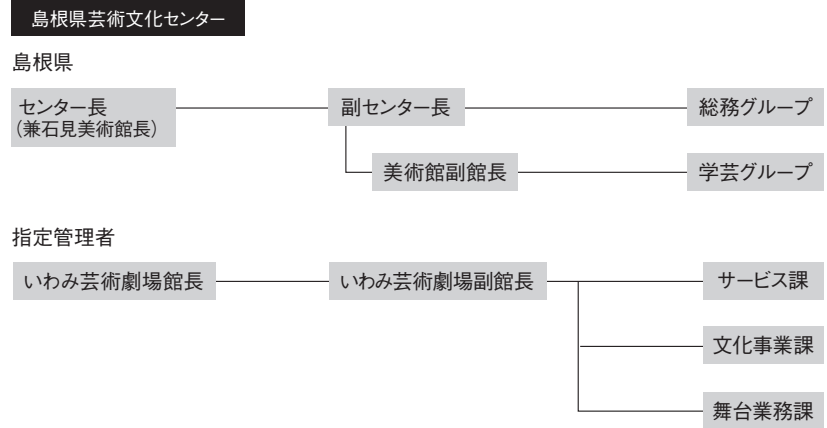 島根県芸術文化センター
島根県
センター長
(兼石見美術館長)
副センター長
総務グループ
美術館副館長
学芸グループ
指定管理者
いわみ芸術劇場館長
いわみ芸術劇場副館長
サービス課
文化事業課
舞台業務課